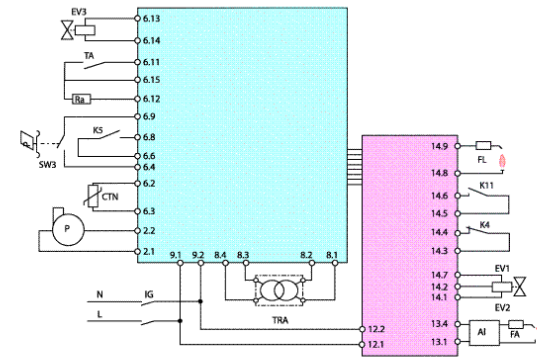 EV3
6.13
6.14
TA
6.11
6.15
Ra
6.12
6.9
K5
6.8
P
SW3
6.6
6.4
6.2
CTN
6.3
P
2.2
2.1
9.1 9.2 8.4 8.3 8.2 8.1
N IG
L
TRA
12.2
12.1
14.9
FL
14.8
14.6 K11
14.5
14.4 K4
14.3
14.7 EV1
14.2
14.1
EV2
13.4
AI FA
13.1